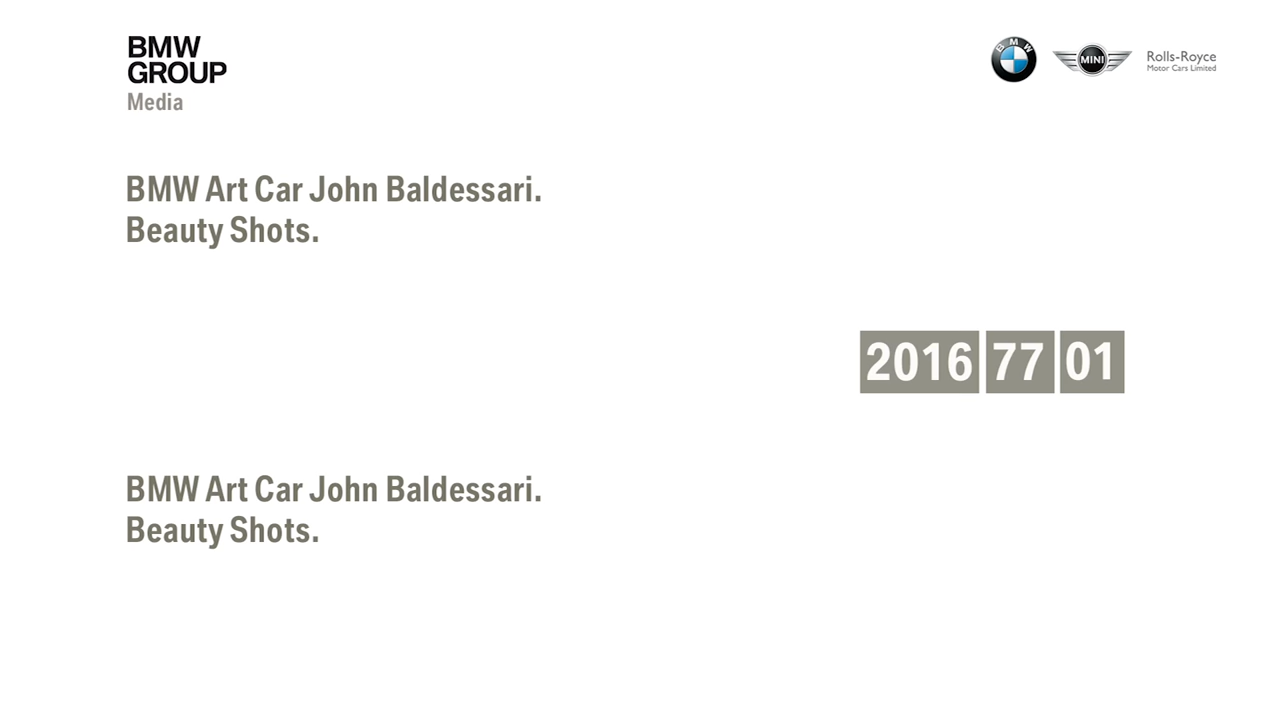 BMW
GROUP
Media
BMW
MINI
Rolls-Royce
Motor Cars Limited
BMW Art Car John Baldessari.
Beauty Shots.
2016 77 01
BMW Art Car John Baldessari.
Beauty Shots.